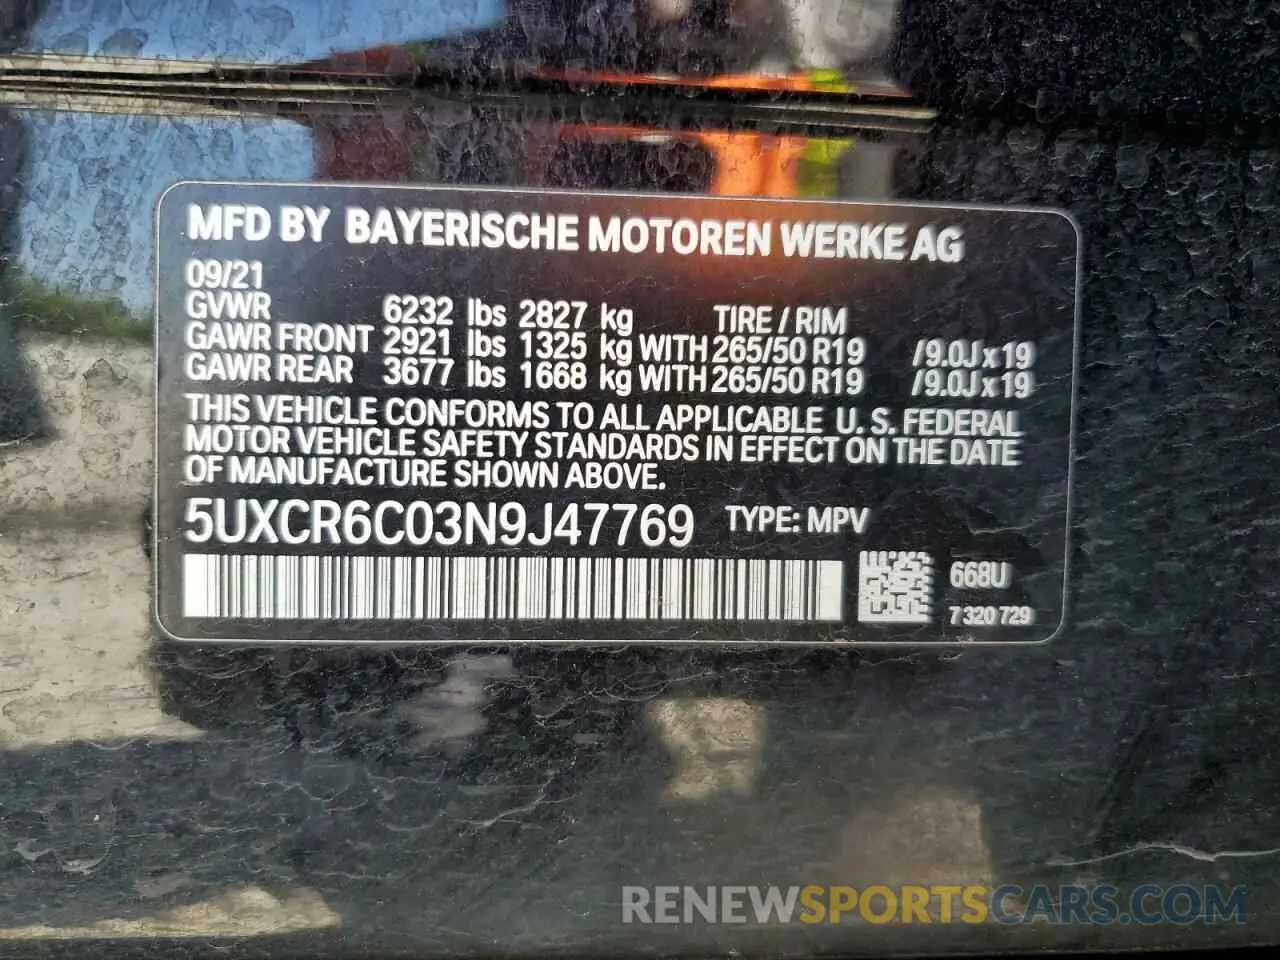 MFD BY BAYERISCHE MOTOREN WERKE AG
09/21
GVWR 6232 lbs 2827 kg TIRE / RIM
GAWR FRONT 2921 lbs 1325 kg WITH 265/50 R19 /9.0J x 19
GAWR REAR 3677 lbs 1668 kg WITH 265/50 R19 /9.0J x 19
THIS VEHICLE CONFORMS TO ALL APPLICABLE U. S. FEDERAL
MOTOR VEHICLE SAFETY STANDARDS IN EFFECT ON THE DATE
OF MANUFACTURE SHOWN ABOVE.
5UXCR6C03N9J47769 TYPE: MPV
668U
7 320 729
RENEWSPORTSCARS.COM